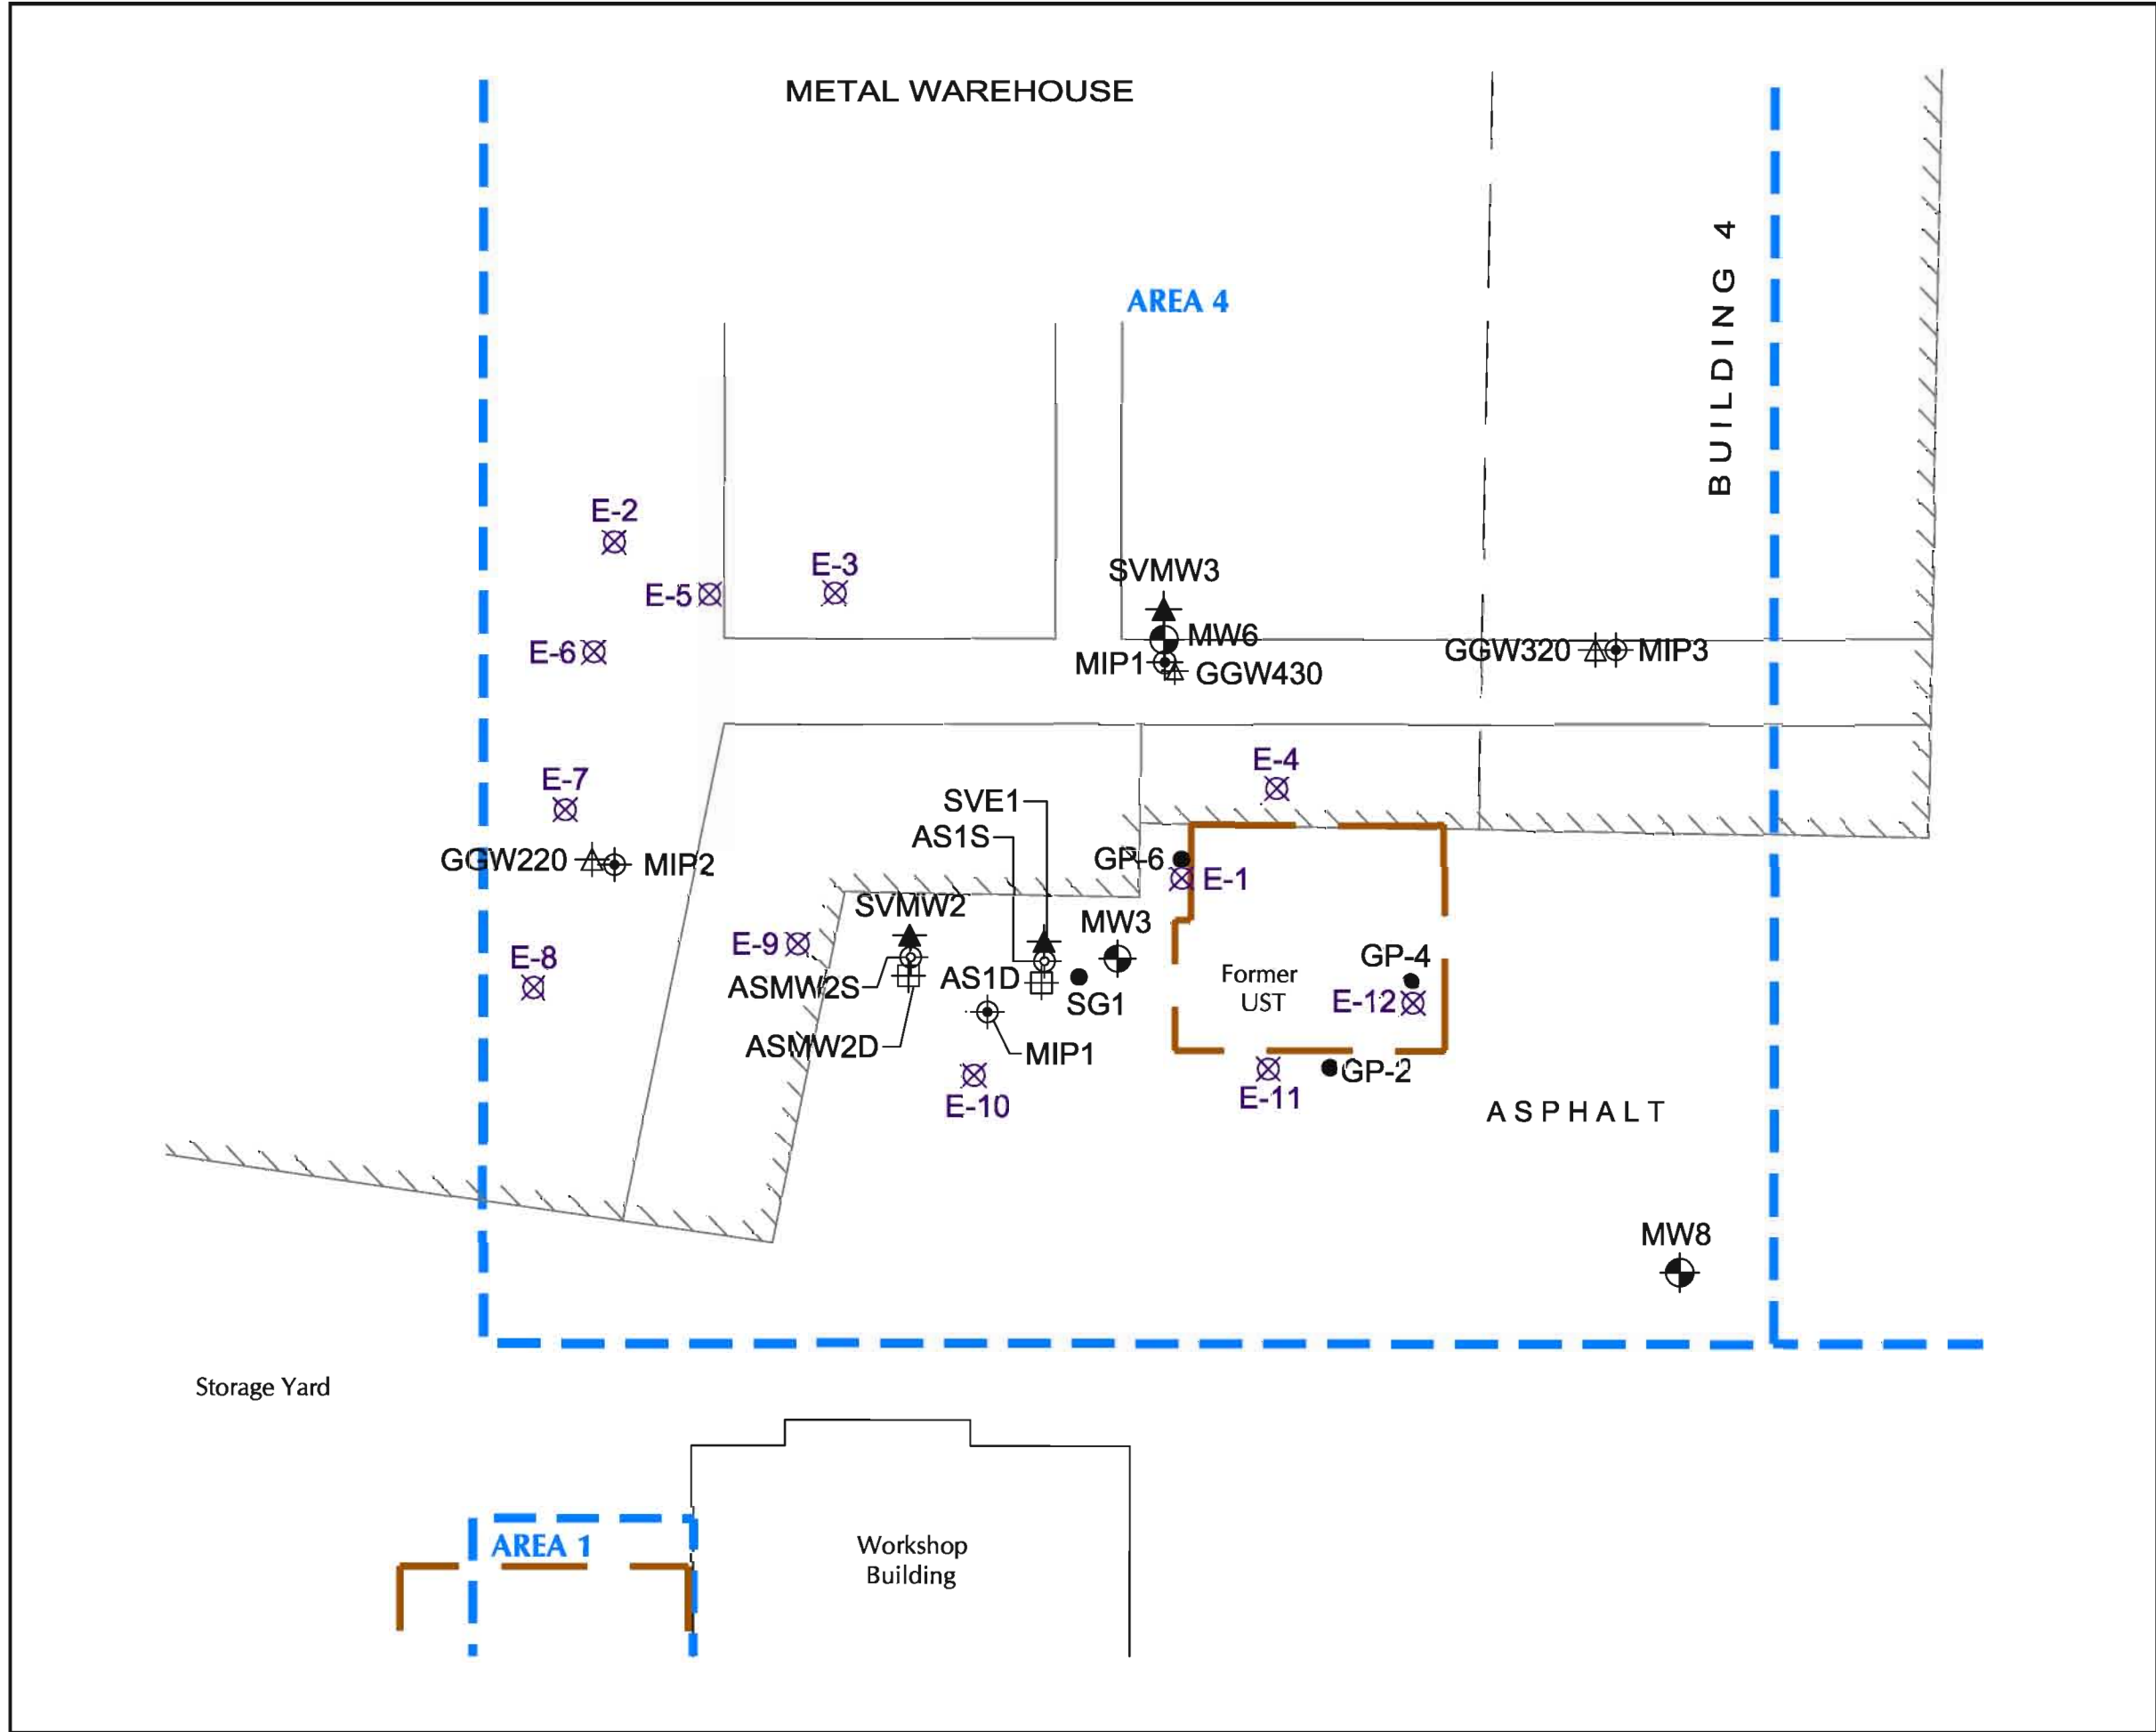 METAL WAREHOUSE
BUILDING 4
AREA 4
E-2
E-3
E-5
SVMW3
MW6
E-6
MIP1
GGW430
GGW320
MIP3
E-4
E-7
SVE1
AS1S
GGW220
MIP2
GP-6
E-1
SVMW2
MW3
E-9
E-8
GP-4
Former
UST
ASMW2S
AS1D
SG1
E-12
ASMW2D
MIP1
GP-2
E-10
E-11
ASPHALT
MW8
Storage Yard
AREA 1
Workshop
Building